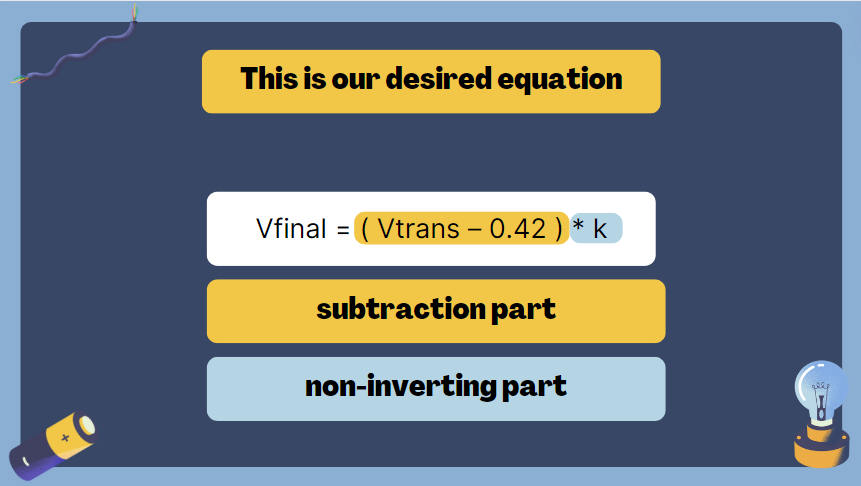 This is our desired equation
Vfinal = ( Vtrans – 0.42 ) * k
subtraction part
non-inverting part
+